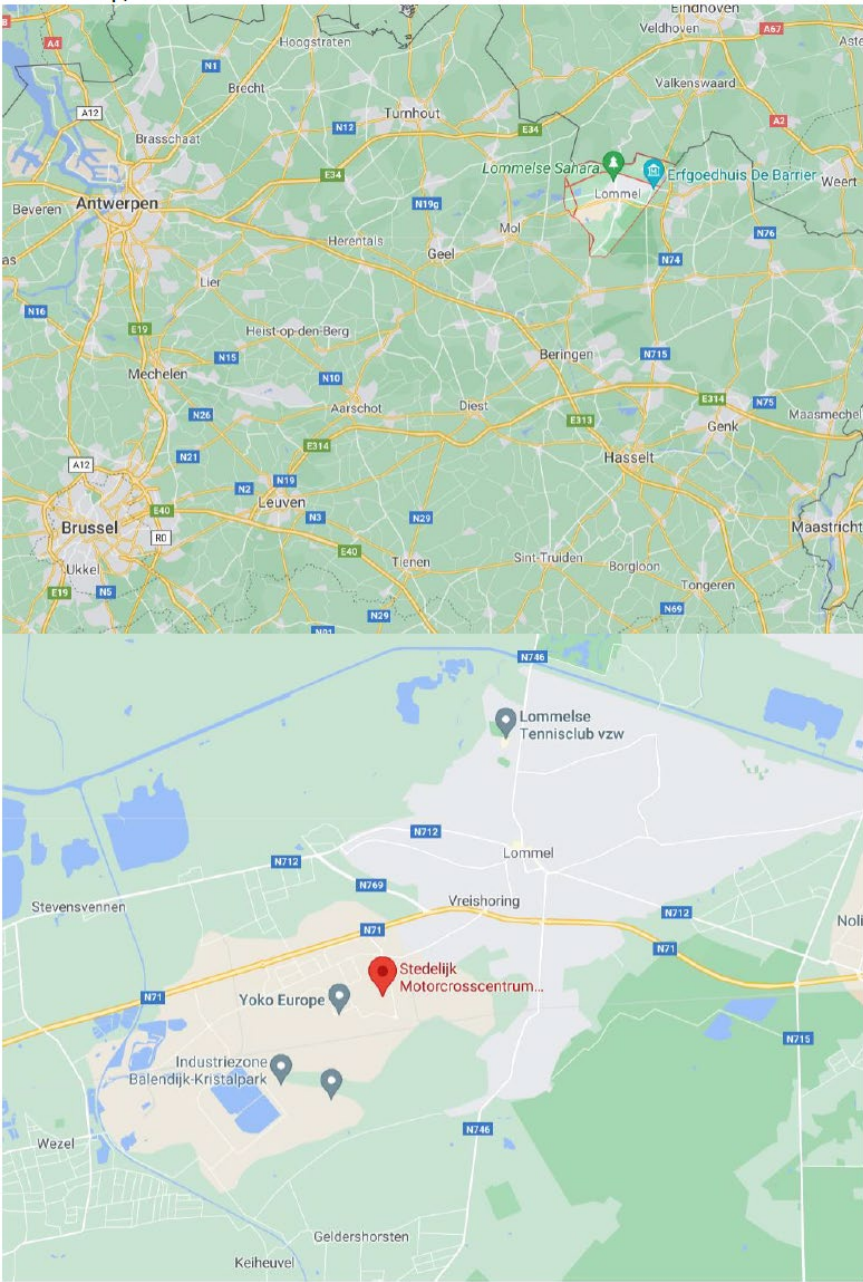 Eindhoven
Veldhoven
A67
A4
Hoogstraten
Aste
N1
Brecht
Valkenswaard
A12
Turnhout
A2
N12
E34
Brasschaat
Lommelse Sahara
Erfgoedhuis De Barrier
E34
Weert
Lommel
Beveren
Antwerpen
N19g
Mol
N76
Herentals
Geel
as
N74
Lier
N16
E19
Heist-op-den-Berg
N15
Beringen
N715
Mechelen
N10
E314
N75
Aarschot
Diest
N26
E313
Maasmechel
Genk
E314
N21
Hasselt
A12
N19
N2
Leuven
E40
N3
N29
Brussel
R0
Maastricht
E40
Ukkel
Tienen
Sint-Truiden
Borgloon
E19
N5
Tongeren
N29
N69
N91
N746
Lommelse
Tennisclub vzw
N712
Lommel
N712
N769
Stevensvennen
Vreishoring
N712
Noli
N71
N71
Stedelijk
Motorcrosscentrum...
Yoko Europe
N71
N715
Industriezone
Balendijk-Kristalpark
N746
Wezel
Geldershorsten
Keiheuvel